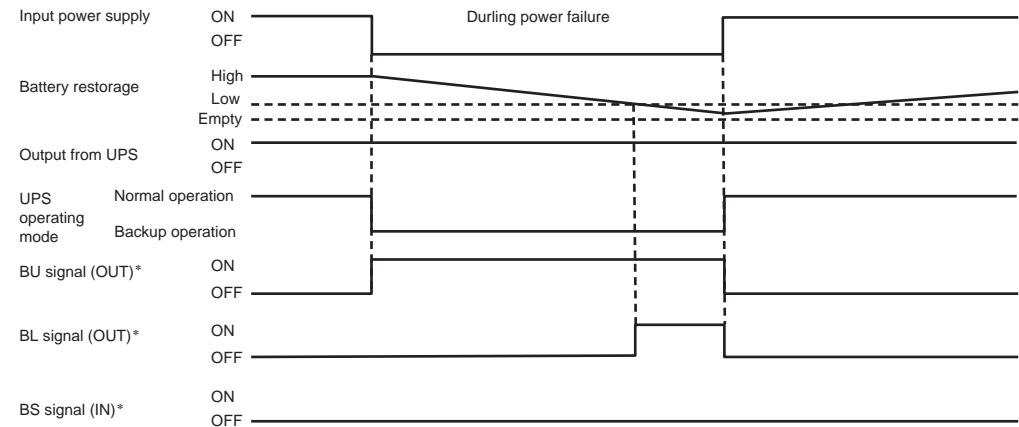 Input power supply
ON
OFF
Durling power failure
Battery restorage
High
Low
Empty
Output from UPS
ON
OFF
UPS operating mode
Normal operation
Backup operation
BU signal (OUT)*
ON
OFF
BL signal (OUT)*
ON
OFF
BS signal (IN)*
ON
OFF